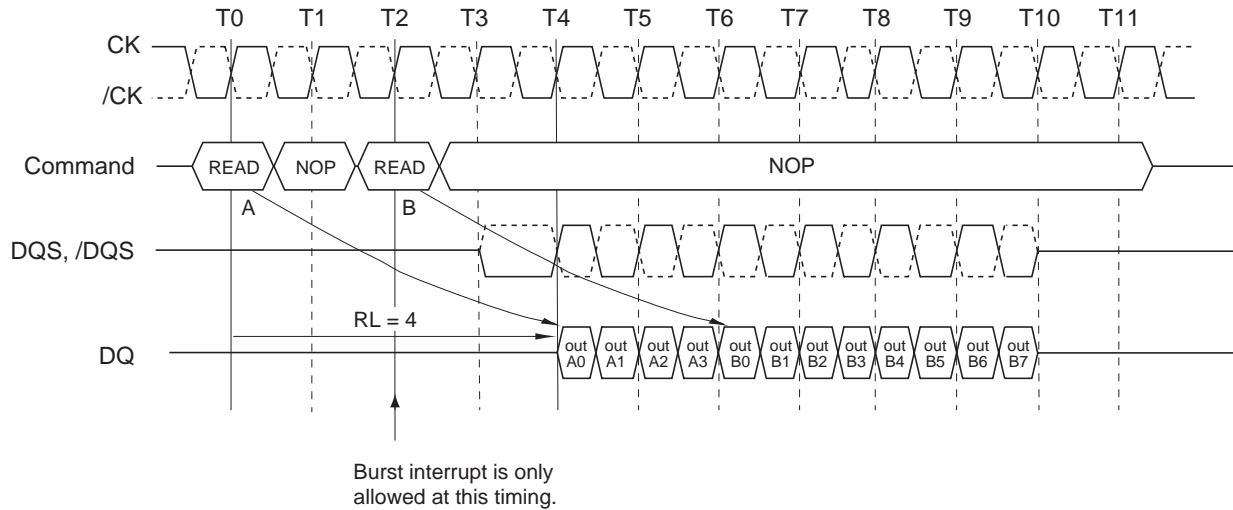 T0 T1 T2 T3 T4 T5 T6 T7 T8 T9 T10 T11
CK
/CK
Command READ NOP READ NOP
A B
DQS, /DQS
RL = 4
DQ
out A0 out A1 out A2 out A3 out B0 out B1 out B2 out B3 out B4 out B5 out B6 out B7
Burst interrupt is only
allowed at this timing.